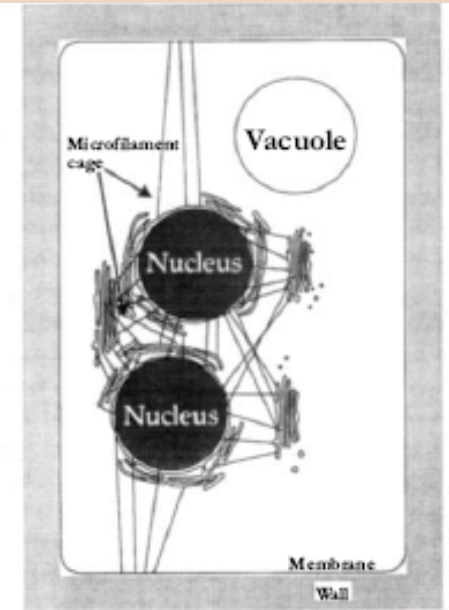 Microfilament
cage
Vacuole
Nucleus
Nucleus
Membrane
Wall